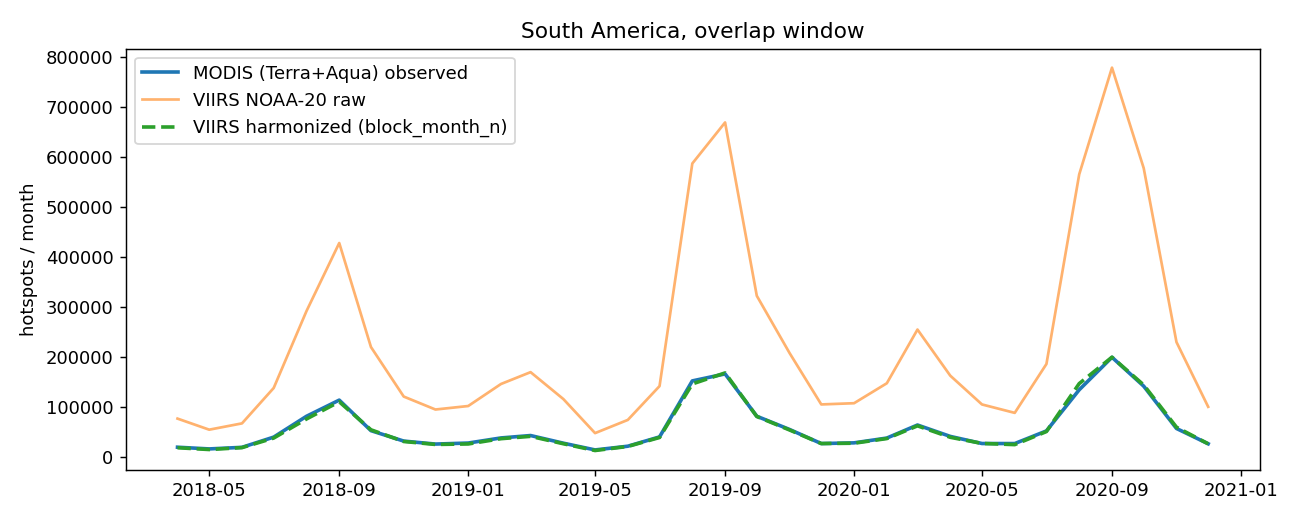 South America, overlap window
MODIS (Terra+Aqua) observed
VIIRS NOAA-20 raw
VIIRS harmonized (block_month_n)
hotspots / month
800000
700000
600000
500000
400000
300000
200000
100000
0
2018-05 2018-09 2019-01 2019-05 2019-09 2020-01 2020-05 2020-09 2021-01